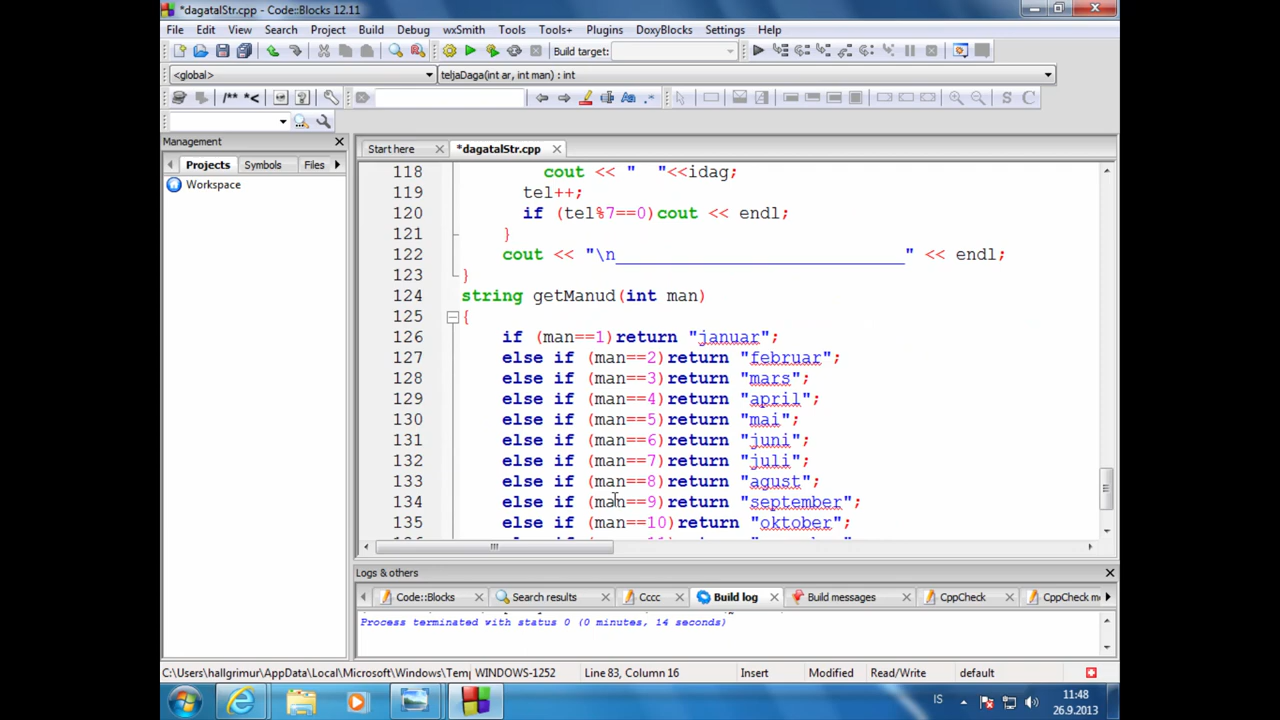 *dagatalStr.cpp - Code::Blocks 12.11
File Edit View Search Project Build Debug wxSmith Tools Tools+ Plugins DoxyBlocks Settings Help
Build target:
<global>
teljaDaga(int ar, int man) : int
/** *<
Aa .* S C
Management
Projects Symbols Files
Workspace
Start here *dagatalStr.cpp
118 cout << "  "<<idag;
119 tel++;
120 if (tel%7==0)cout << endl;
121 }
122 cout << "\n____________________________" << endl;
123 }
124 string getManud(int man)
125 {
126 if (man==1)return "januar";
127 else if (man==2)return "februar";
128 else if (man==3)return "mars";
129 else if (man==4)return "april";
130 else if (man==5)return "mai";
131 else if (man==6)return "juni";
132 else if (man==7)return "juli";
133 else if (man==8)return "agust";
134 else if (man==9)return "september";
135 else if (man==10)return "oktober";
Logs & others
Code::Blocks Search results Cccc Build log Build messages CppCheck CppCheck me
Process terminated with status 0 (0 minutes, 14 seconds)
C:\Users\hallgrimur\AppData\Local\Microsoft\Windows\Temp WINDOWS-1252 Line 83, Column 16 Insert Modified Read/Write default
IS
11:48
26.9.2013